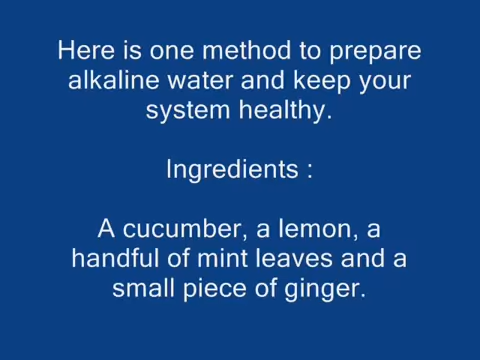 Here is one method to prepare
alkaline water and keep your
system healthy.
Ingredients :
A cucumber, a lemon, a
handful of mint leaves and a
small piece of ginger.